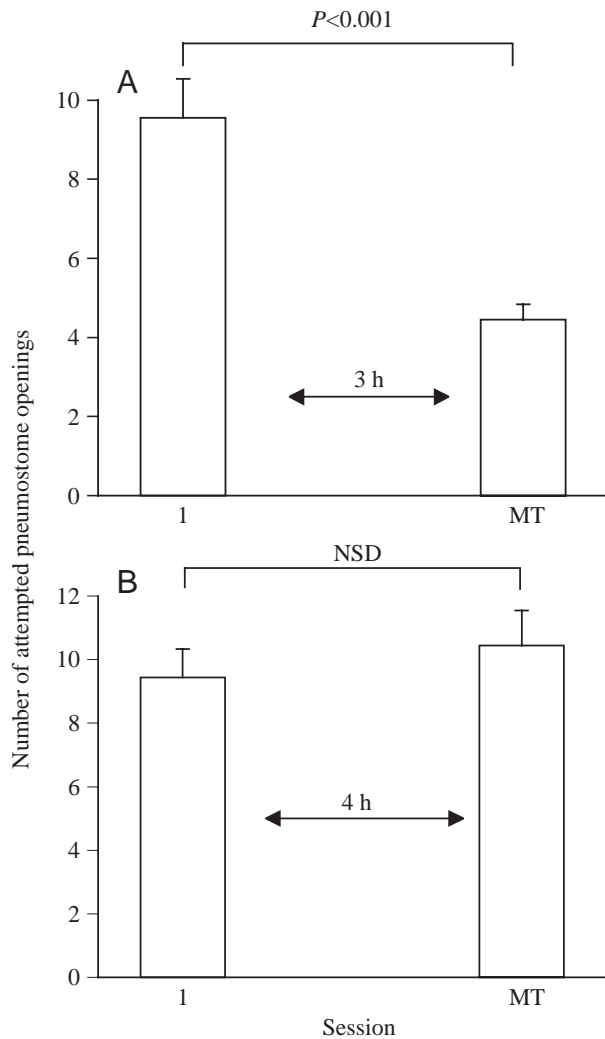 P<0.001
A
10
8
6
4
2
0
3 h
1 MT
NSD
B
12
10
8
6
4
2
0
4 h
1 MT
Session
Number of attempted pneumostome openings